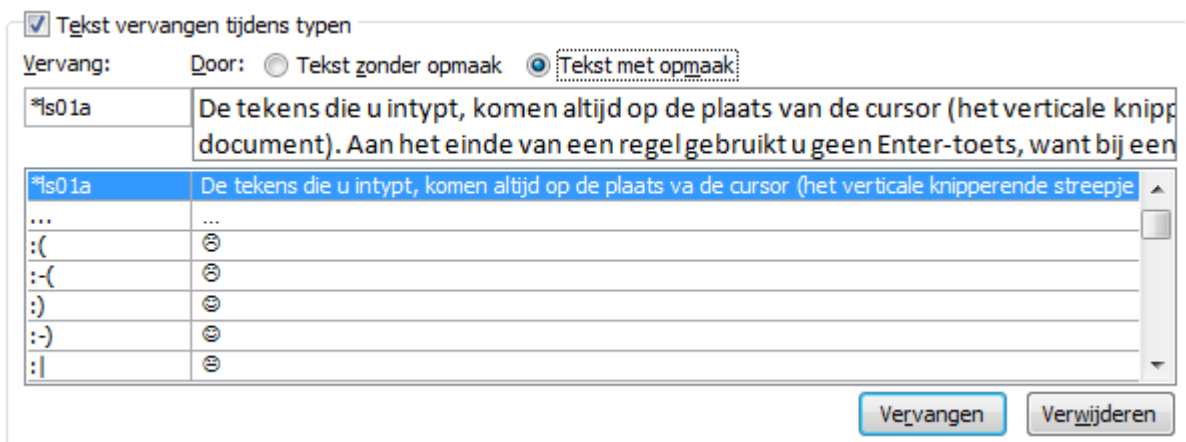 Tekst vervangen tijdens typen
Vervang: Door: Tekst zonder opmaak Tekst met opmaak
*ls01a De tekens die u intypt, komen altijd op de plaats van de cursor (het verticale knipp
document). Aan het einde van een regel gebruikt u geen Enter-toets, want bij een
*ls01a De tekens die u intypt, komen altijd op de plaats va de cursor (het verticale knipperende streepje
... ...
:( ☹
:-( ☹
:) ☺
:-) ☺
:| 😐
Vervangen Verwijderen